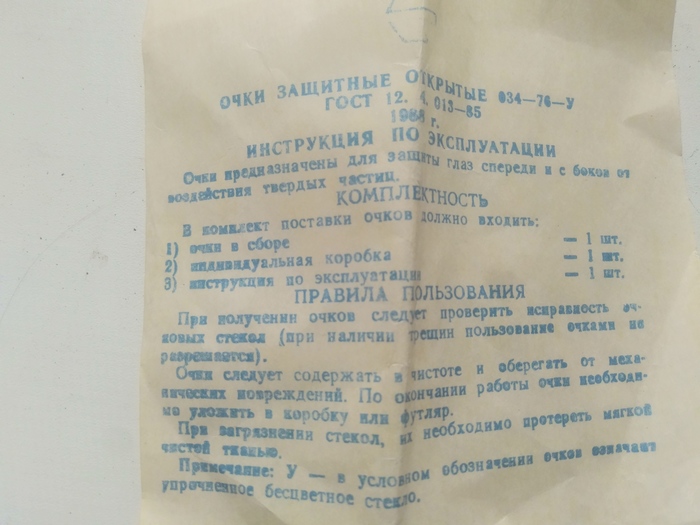 ОЧКИ ЗАЩИТНЫЕ ОТКРЫТЫЕ 034—76—У
ГОСТ 12. 4. 013—85
1988 г.
ИНСТРУКЦИЯ ПО ЭКСПЛУАТАЦИИ
Очки предназначены для защиты глаз спереди и с боков от
воздействия твердых частиц.
КОМПЛЕКТНОСТЬ
В комплект поставки очков должно входить:
1) очки в сборе — 1 шт.
2) индивидуальная коробка — 1 шт.
3) инструкция по эксплуатации — 1 шт.
ПРАВИЛА ПОЛЬЗОВАНИЯ
При получении очков следует проверить исправность оч-
ковых стекол (при наличии трещин пользование очками не
разрешается).
Очки следует содержать в чистоте и оберегать от меха-
нических повреждений. По окончании работы очки необходи-
мо уложить в коробку или футляр.
При загрязнении стекол, их необходимо протереть мягкой
чистой тканью.
Примечание: У — в условном обозначении очков означает
упрочненное бесцветное стекло.